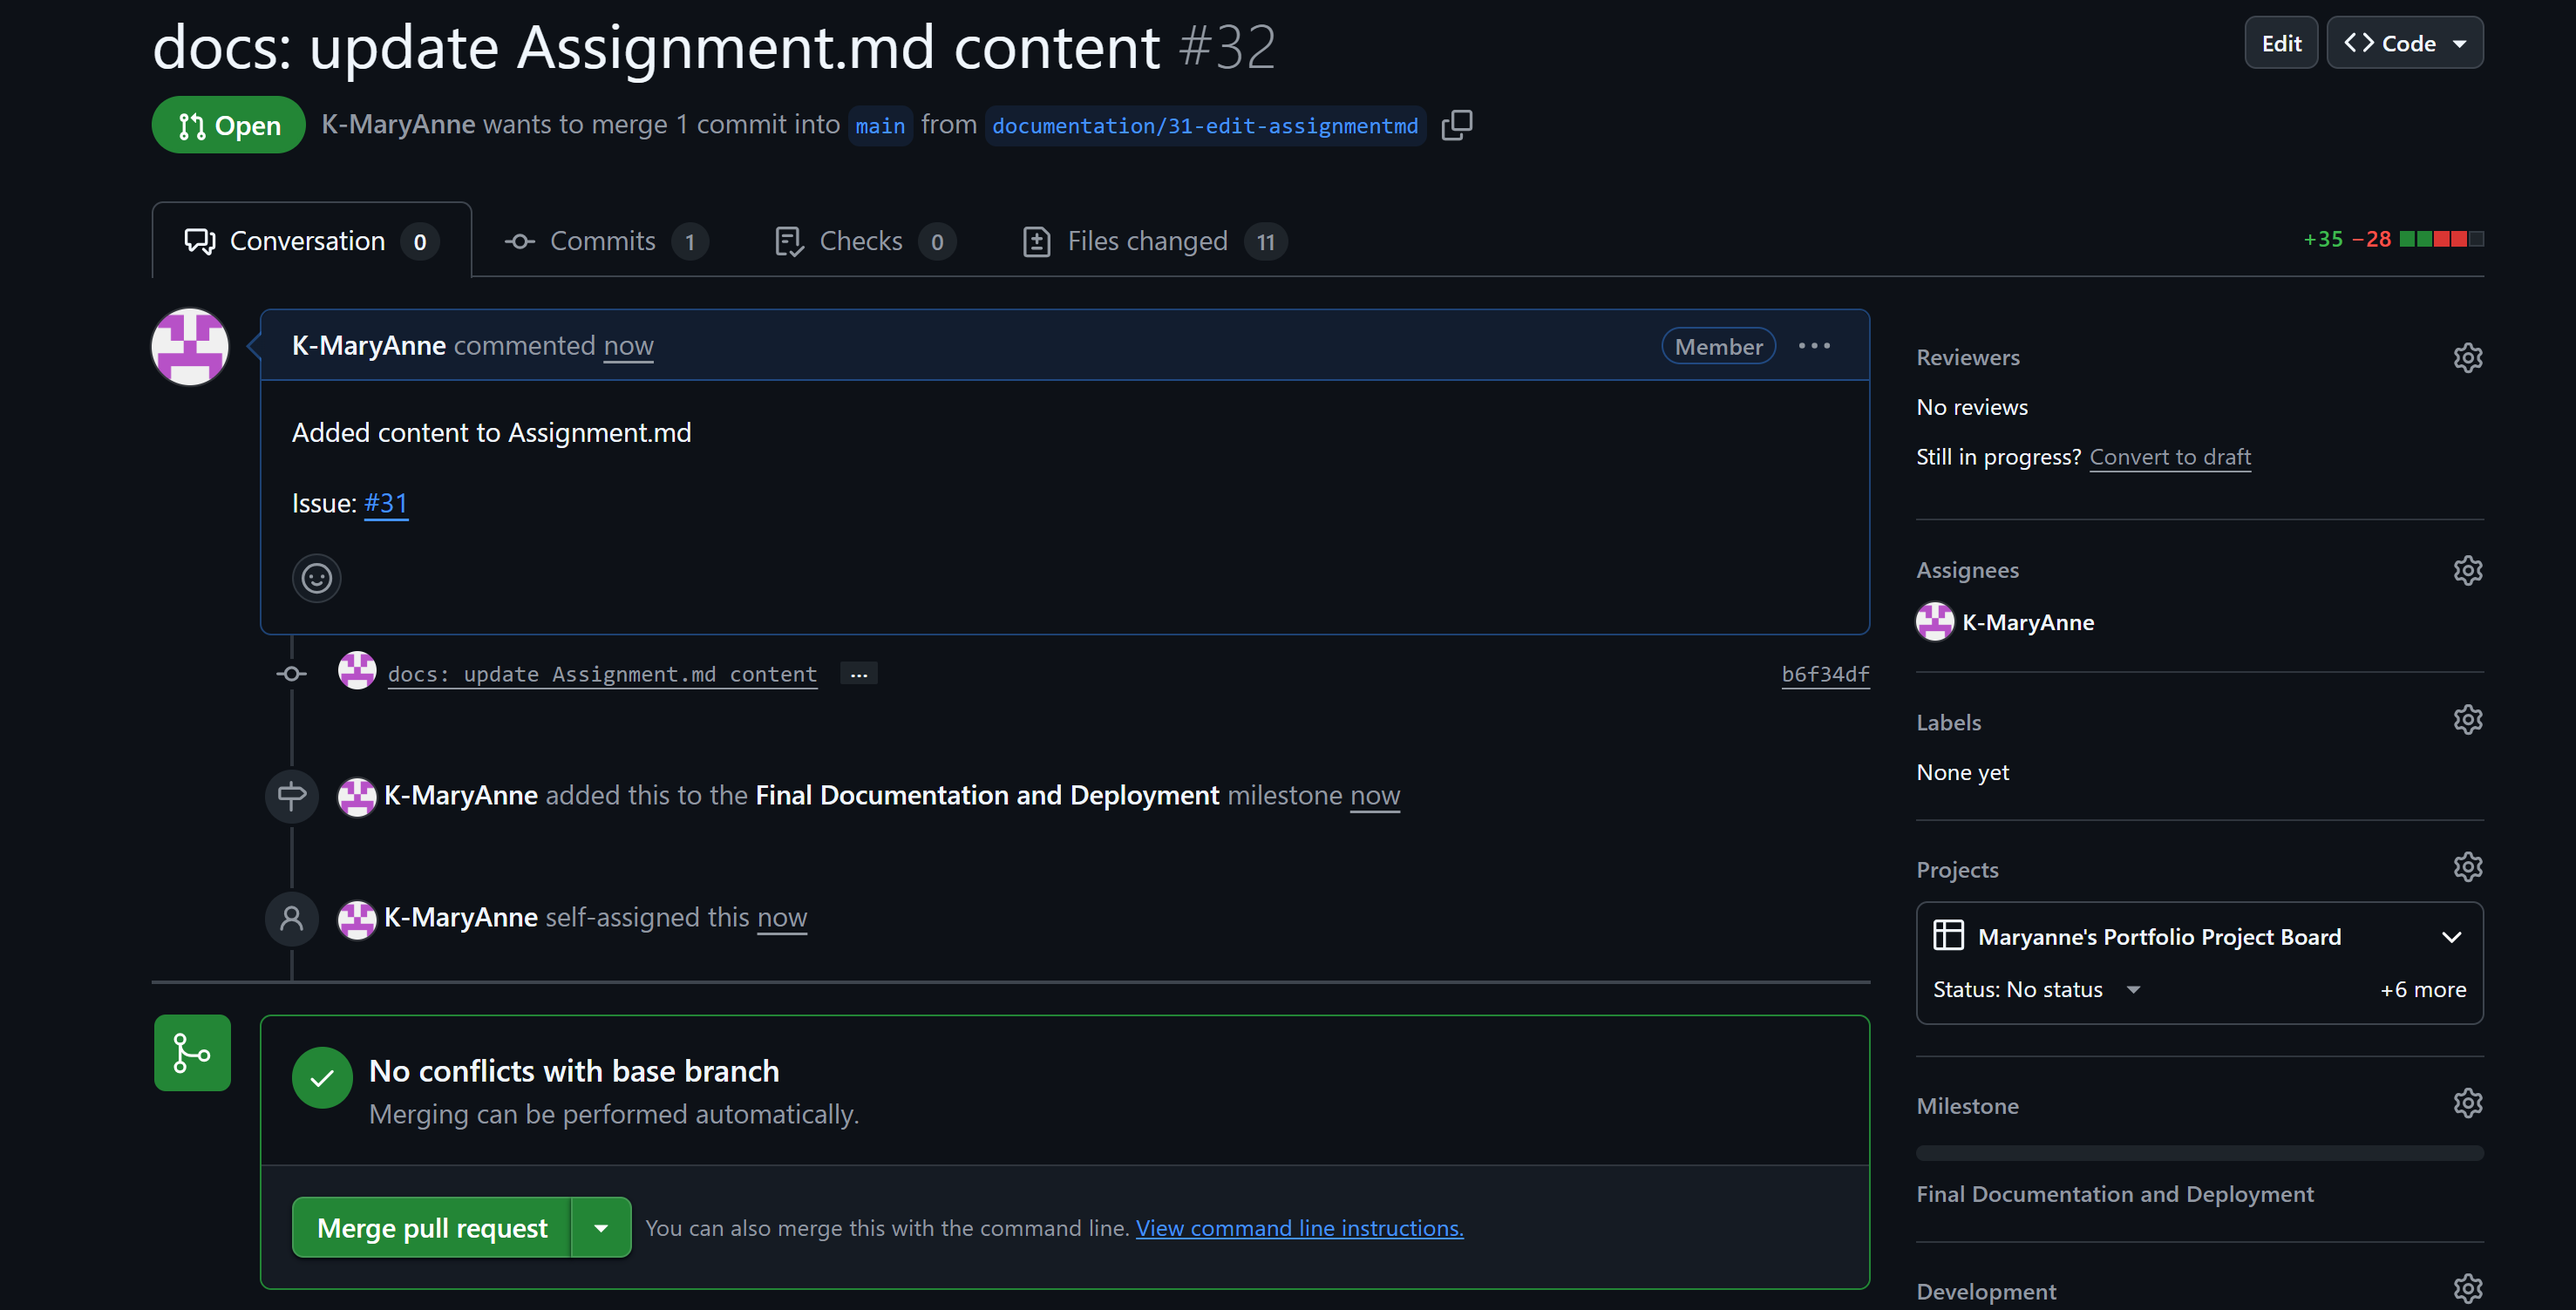 docs: update Assignment.md content #32
Edit
Code
Open
K-MaryAnne wants to merge 1 commit into main from documentation/31-edit-assignmentmd
Conversation 0
Commits 1
Checks 0
Files changed 11
+35 −28
K-MaryAnne commented now
Member
Added content to Assignment.md
Issue: #31
docs: update Assignment.md content ...
b6f34df
K-MaryAnne added this to the Final Documentation and Deployment milestone now
K-MaryAnne self-assigned this now
No conflicts with base branch
Merging can be performed automatically.
Merge pull request
You can also merge this with the command line. View command line instructions.
Reviewers
No reviews
Still in progress? Convert to draft
Assignees
K-MaryAnne
Labels
None yet
Projects
Maryanne's Portfolio Project Board
Status: No status
+6 more
Milestone
Final Documentation and Deployment
Development